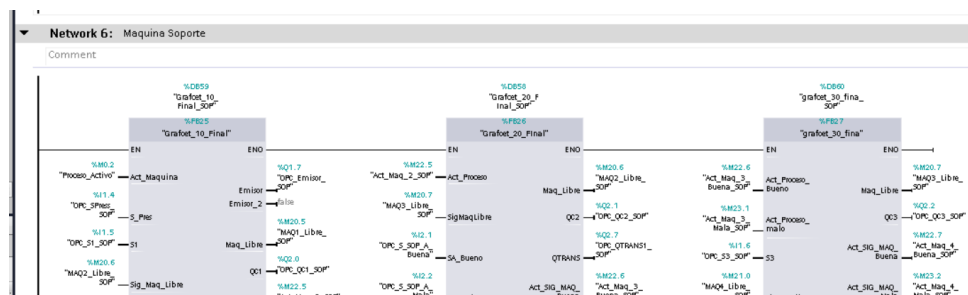 Network 6: Maquina Soporte
Comment
%DB59
"Grafcet_10_
Final_SOP"
%FB25
"Grafcet_10_Final"
EN
ENO
%M0.2
"Proceso_Activo"
Act_Maquina
%I1.4
"OPC_SPress_
SOP"
S_Pres
%I1.5
"OPC_S1_SOP"
S1
%M20.6
"MAQ2_Libre_
SOP"
Sig_Maq_Libre
Emisor
%Q1.7
"OPC_Emisor_
SOP"
Emisor_2
false
Maq_Libre
%M20.5
"MAQ1_Libre_
SOP"
QC1
%Q2.0
"OPC_QC1_SOP"
%M22.5
%DB58
"Grafcet_20_F
inal_SOP"
%FB26
"Grafcet_20_FInal"
EN
ENO
%M22.5
"Act_Maq_2_SOP"
Act_Proceso
%M20.7
"MAQ3_Libre_
SOP"
SigMaqLibre
%I2.1
"OPC_S_SOP_A_
Buena"
SA_Bueno
%I2.2
"OPC_S_SOP_A_
Maq_Libre
%M20.6
"MAQ2_Libre_
SOP"
QC2
%Q2.1
"OPC_QC2_SOP"
QTRANS
%Q2.7
"OPC_QTRANS1_
SOP"
Act_SIG_MAQ_
%M22.6
"Act_Maq_3_
%DB60
"grafcet_30_fina_
SOP"
%FB27
"grafcet_30_fina"
EN
ENO
%M22.6
"Act_Maq_3_
Buena_SOP"
Act_Proceso_
Bueno
%M23.1
"Act_Maq_3_
Mala_SOP"
Act_Proceso_
malo
%I1.6
"OPC_S3_SOP"
S3
%M21.0
"MAQ4_Libre_
SOP"
Maq_Libre
%M20.7
"MAQ3_Libre_
SOP"
QC3
%Q2.2
"OPC_QC3_SOP"
Act_SIG_MAQ_
Buena
%M22.7
"Act_Maq_4_
Buena_SOP"
Act_SIG_MAQ_
%M23.2
"Act_Maq_4_